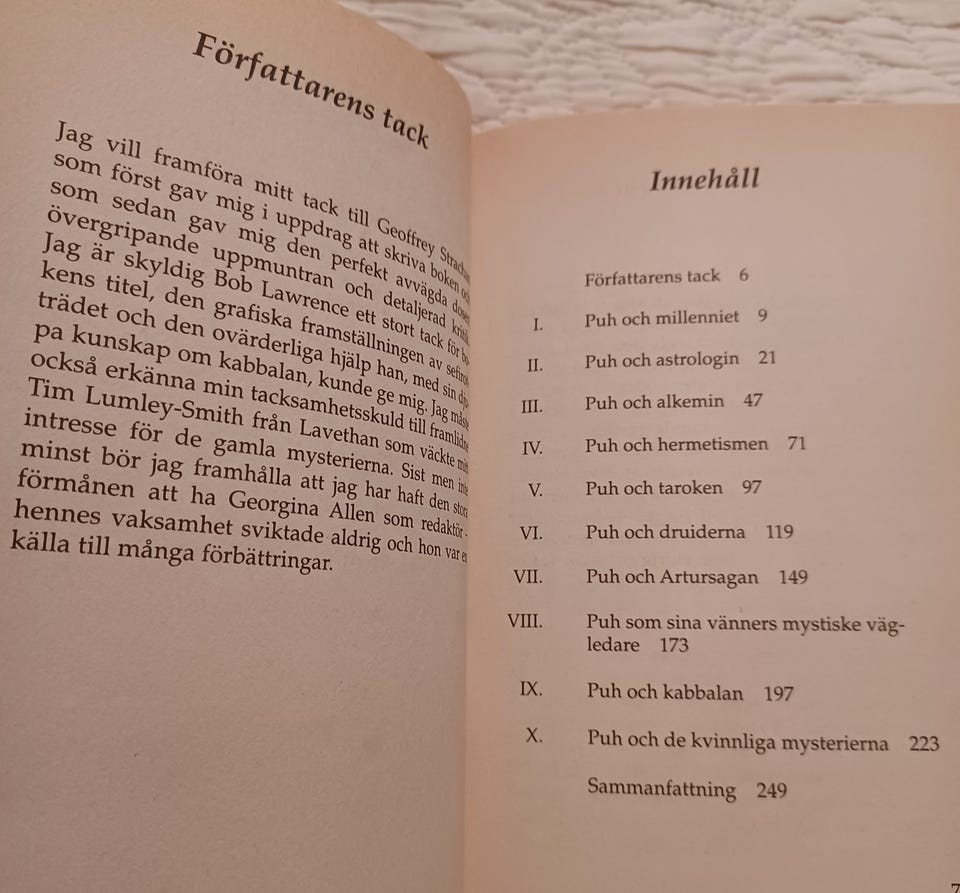 Författarens tack
Jag vill framföra mitt tack till Geoffrey Strachan
som först gav mig i uppdrag att skriva boken och
som sedan gav mig den perfekt avvägda dosen
övergripande uppmuntran och detaljerad kritik.
Jag är skyldig Bob Lawrence ett stort tack för bo-
kens titel, den grafiska framställningen av sefirot-
trädet och den ovärderliga hjälp han, med sin dju-
pa kunskap om kabbalan, kunde ge mig. Jag måste
också erkänna min tacksamhetsskuld till framlidne
Tim Lumley-Smith från Lavethan som väckte mitt
intresse för de gamla mysterierna. Sist men inte
minst bör jag framhålla att jag har haft den stora
förmånen att ha Georgina Allen som redaktör -
hennes vaksamhet sviktade aldrig och hon var en
källa till många förbättringar.
Innehåll
Författarens tack 6
I. Puh och millenniet 9
II. Puh och astrologin 21
III. Puh och alkemin 47
IV. Puh och hermetismen 71
V. Puh och taroken 97
VI. Puh och druiderna 119
VII. Puh och Artursagan 149
VIII. Puh som sina vänners mystiske väg-
ledare 173
IX. Puh och kabbalan 197
X. Puh och de kvinnliga mysterierna 223
Sammanfattning 249
7